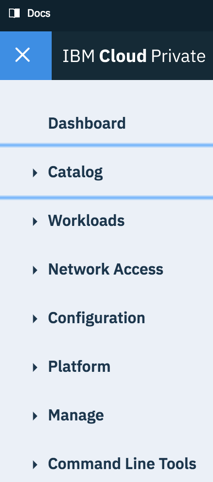 Docs
IBM Cloud Private
Dashboard
Catalog
Workloads
Network Access
Configuration
Platform
Manage
Command Line Tools